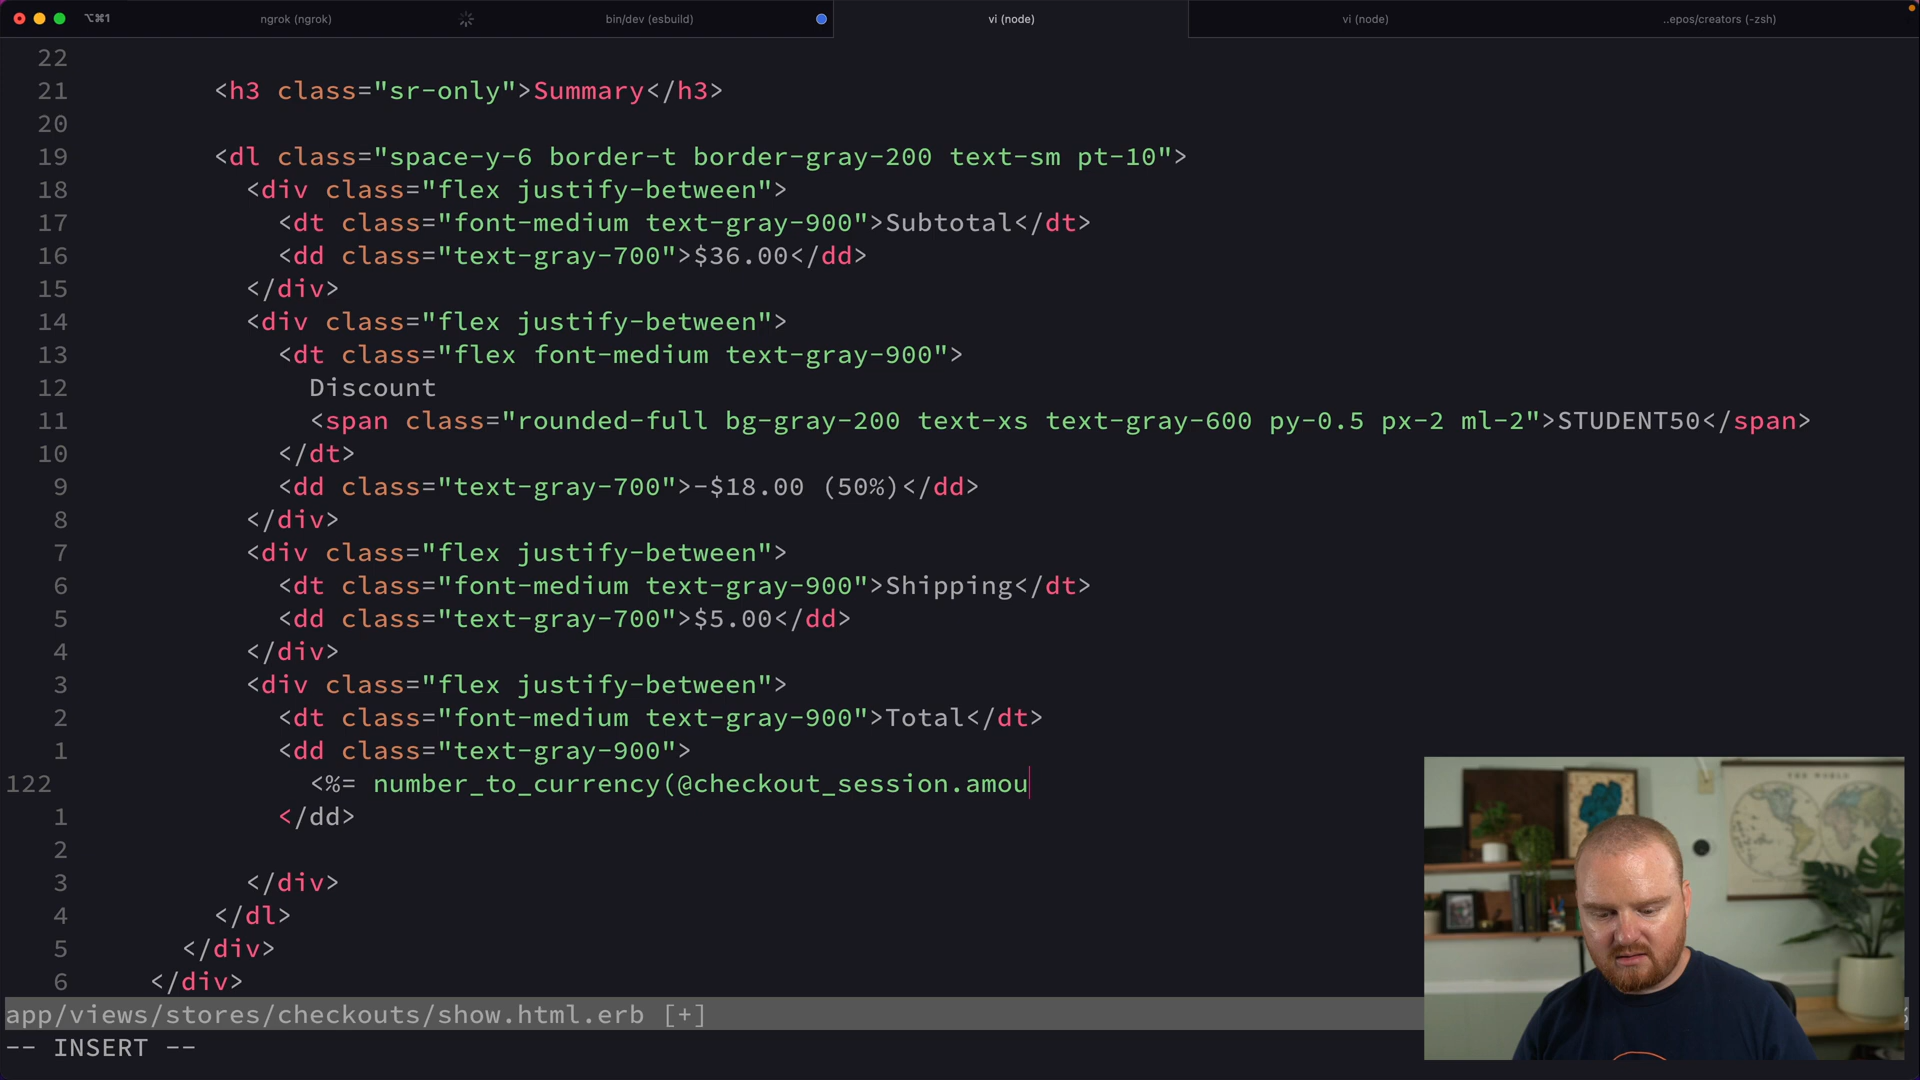 ⌥⌘1 ngrok (ngrok) bin/dev (esbuild) vi (node) vi (node) ..epos/creators (-zsh)
22
21 <h3 class="sr-only">Summary</h3>
20
19 <dl class="space-y-6 border-t border-gray-200 text-sm pt-10">
18 <div class="flex justify-between">
17 <dt class="font-medium text-gray-900">Subtotal</dt>
16 <dd class="text-gray-700">$36.00</dd>
15 </div>
14 <div class="flex justify-between">
13 <dt class="flex font-medium text-gray-900">
12 Discount
11 <span class="rounded-full bg-gray-200 text-xs text-gray-600 py-0.5 px-2 ml-2">STUDENT50</span>
10 </dt>
9 <dd class="text-gray-700">-$18.00 (50%)</dd>
8 </div>
7 <div class="flex justify-between">
6 <dt class="font-medium text-gray-900">Shipping</dt>
5 <dd class="text-gray-700">$5.00</dd>
4 </div>
3 <div class="flex justify-between">
2 <dt class="font-medium text-gray-900">Total</dt>
1 <dd class="text-gray-900">
122 <%= number_to_currency(@checkout_session.amou
1 </dd>
2
3 </div>
4 </dl>
5 </div>
6 </div>
app/views/stores/checkouts/show.html.erb [+]
-- INSERT --
THE WORLD